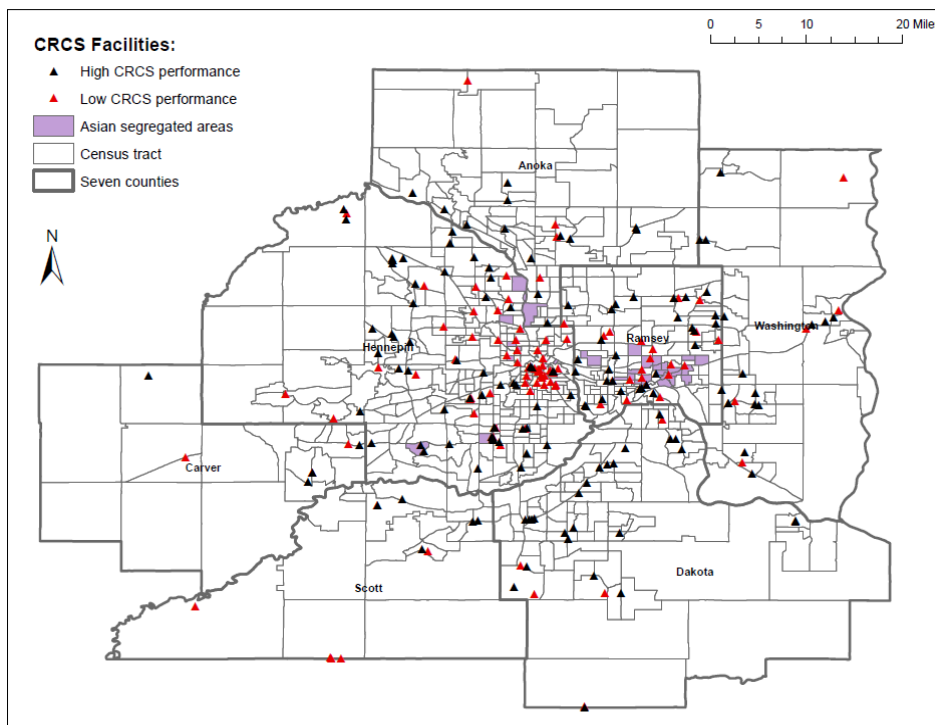 0 5 10 20 Miles
CRCS Facilities:
High CRCS performance
Low CRCS performance
Asian segregated areas
Census tract
Seven counties
N
Anoka
Washington
Ramsey
Hennepin
Carver
Dakota
Scott